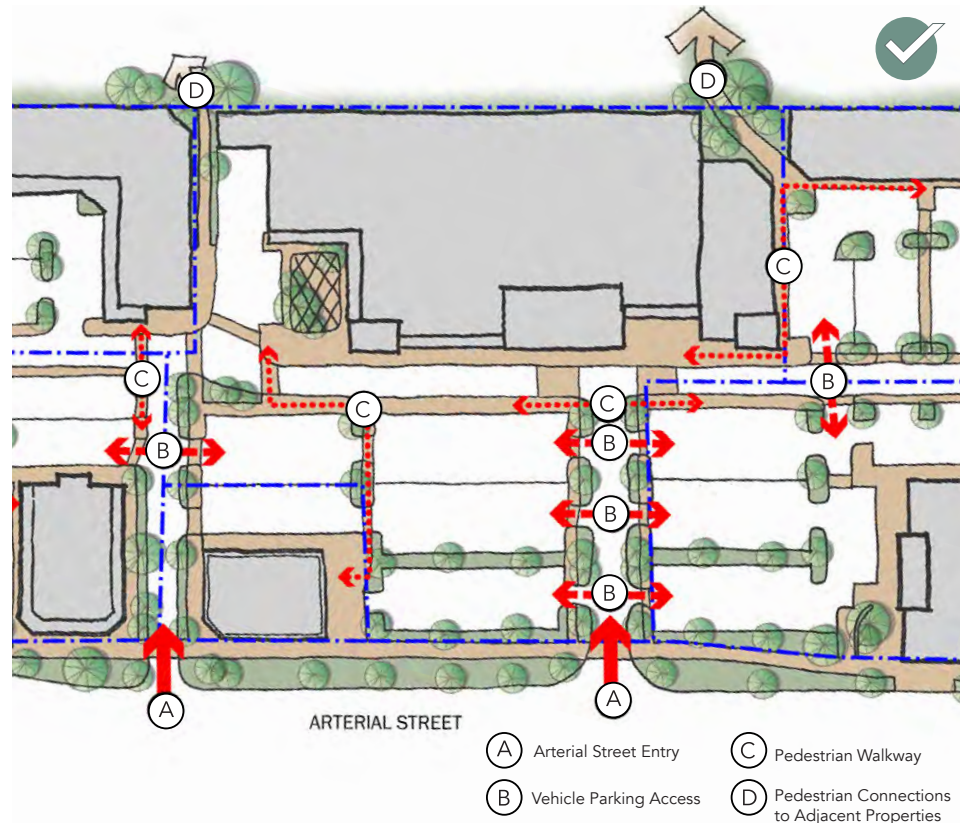 D
D
C
C
B
C
C
B
B
B
B
A
A
ARTERIAL STREET
A Arterial Street Entry
C Pedestrian Walkway
B Vehicle Parking Access
D Pedestrian Connections
to Adjacent Properties